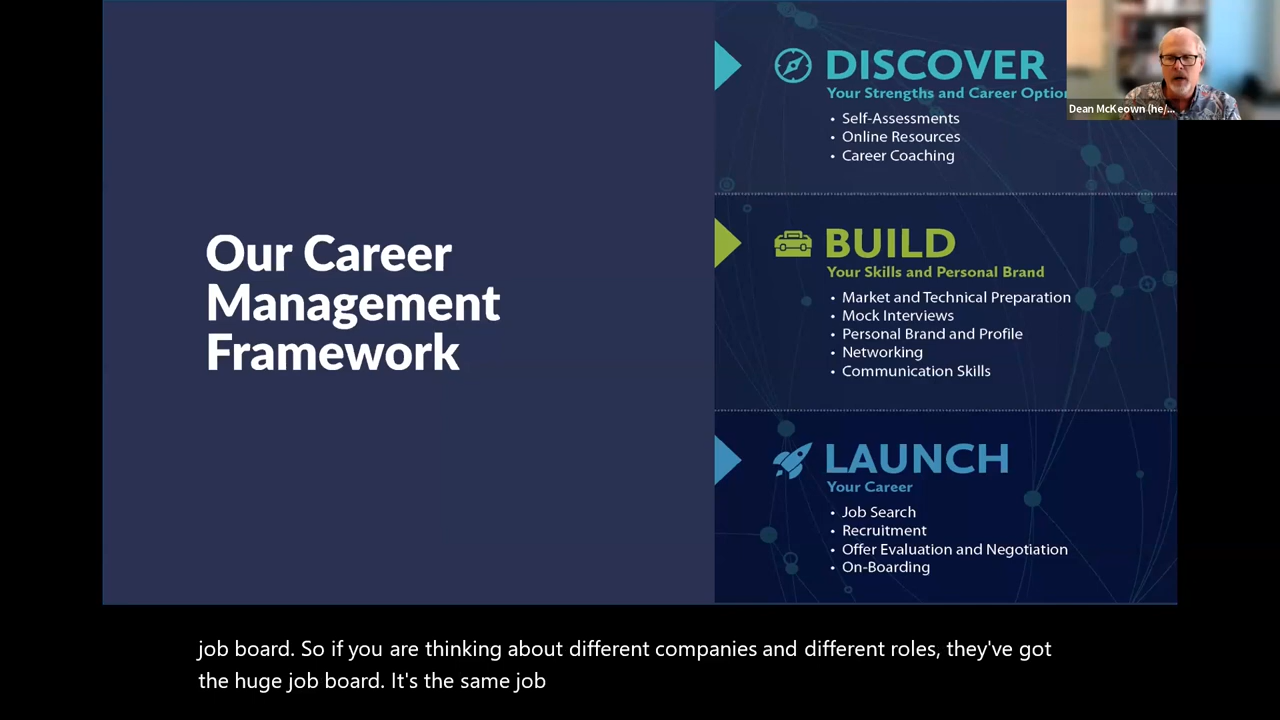 Our Career
Management
Framework
DISCOVER
Your Strengths and Career Optio
• Self-Assessments
• Online Resources
• Career Coaching
BUILD
Your Skills and Personal Brand
• Market and Technical Preparation
• Mock Interviews
• Personal Brand and Profile
• Networking
• Communication Skills
LAUNCH
Your Career
• Job Search
• Recruitment
• Offer Evaluation and Negotiation
• On-Boarding
Dean McKeown (he/...
job board. So if you are thinking about different companies and different roles, they've got
the huge job board. It's the same job